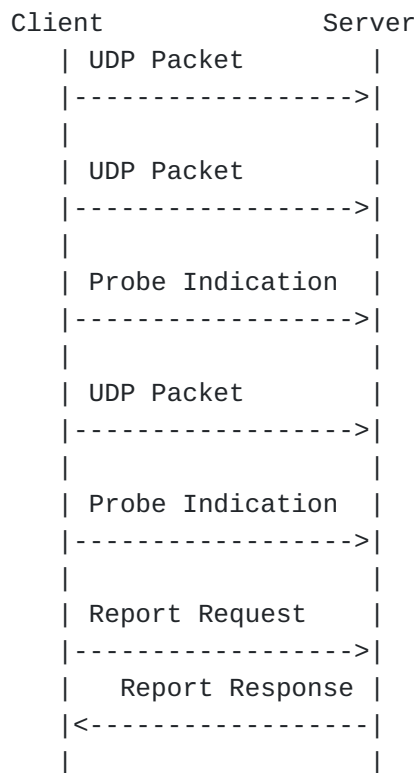 Client Server
| UDP Packet |
|------------------>|
| |
| UDP Packet |
|------------------>|
| |
| Probe Indication |
|------------------>|
| |
| UDP Packet |
|------------------>|
| |
| Probe Indication |
|------------------>|
| |
| Report Request |
|------------------>|
| Report Response |
|<------------------|
| |